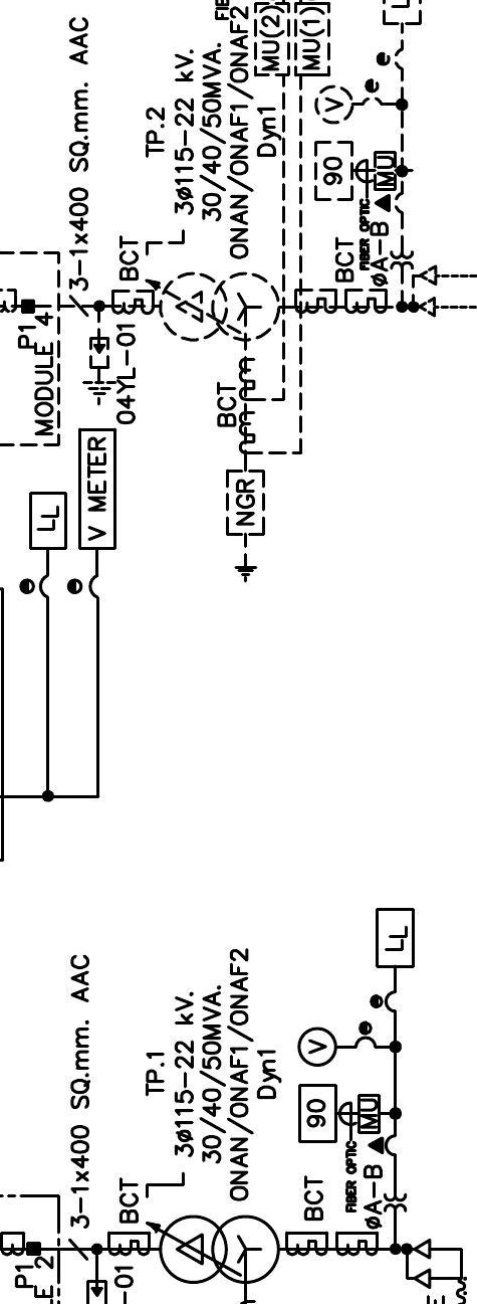 3-1x400 SQ.mm. AAC
P1
MODULE 4
BCT
04YL-01
TP.2
3ø115-22 kV.
30/40/50MVA.
ONAN/ONAF1/ONAF2
Dyn1
MU(2)
MU(1)
BCT
NGR
BCT
FIBER OPTIC
øA-B
90
MU
V
LL
V METER
3-1x400 SQ.mm. AAC
P1
2
BCT
-01
TP.1
3ø115-22 kV.
30/40/50MVA.
ONAN/ONAF1/ONAF2
Dyn1
BCT
FIBER OPTIC
øA-B
90
MU
V
LL